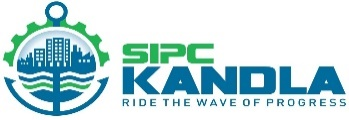 SIPC
KANDLA
RIDE THE WAVE OF PROGRESS